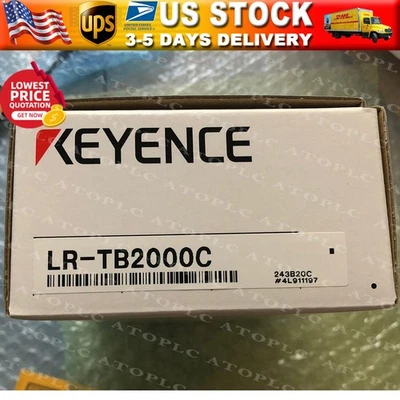 US STOCK
ups
UNITED STATES
POSTAL SERVICE
3-5 DAYS DELIVERY
DHL
LOWEST
PRICE
QUOTATION
GET NOW
KEYENCE
LR-TB2000C
243B20C
#4L911197
ATOPLC